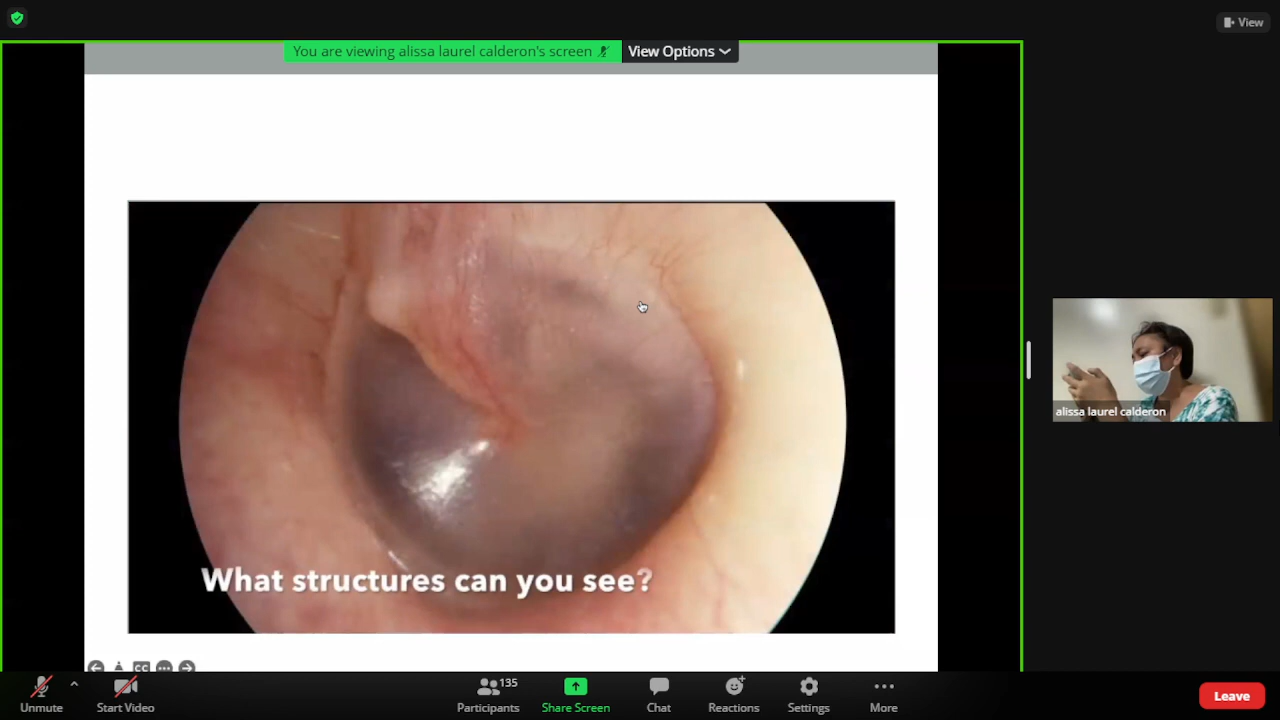 View
You are viewing alissa laurel calderon's screen
View Options
What structures can you see?
alissa laurel calderon
CC
135
Unmute
Start Video
Participants
Share Screen
Chat
Reactions
Settings
More
Leave